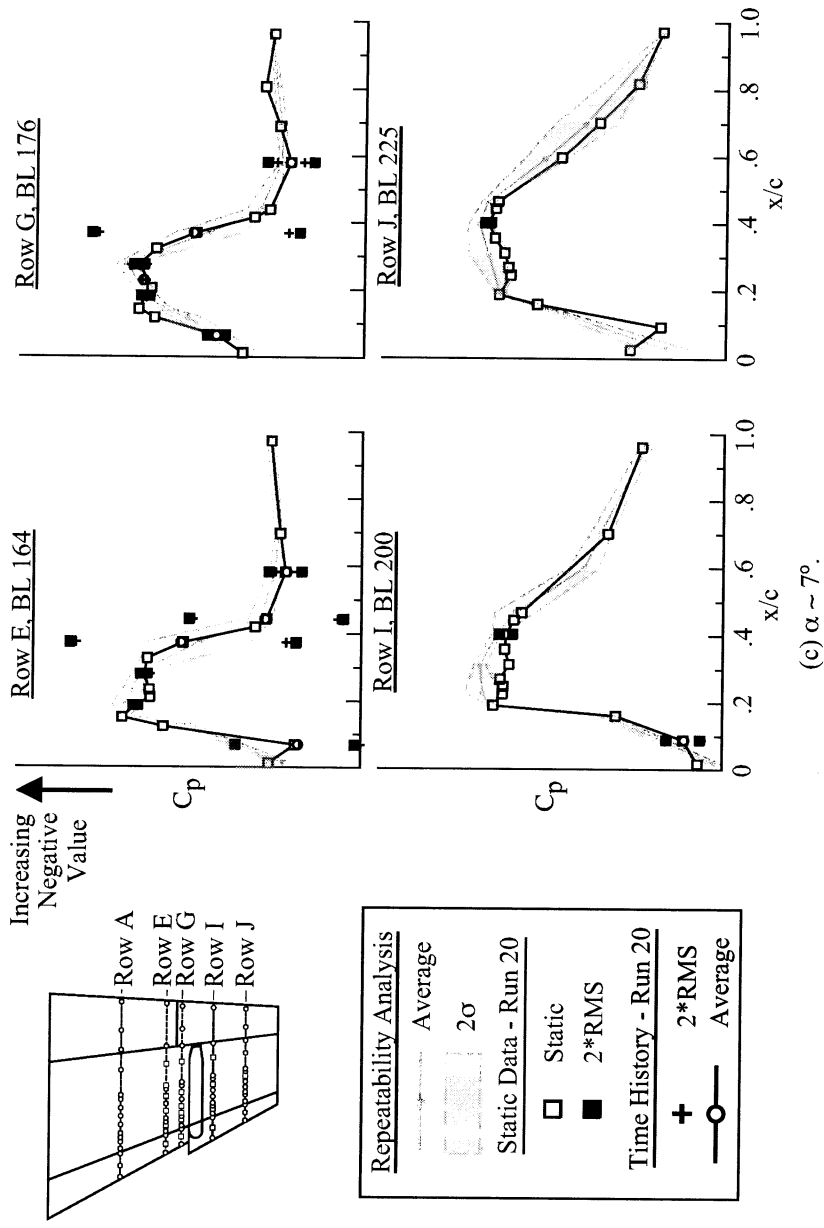 Increasing
Negative
Value
Row A
Row E
Row G
Row I
Row J
Repeatability Analysis
Average
2σ
Static Data - Run 20
Static
2*RMS
Time History - Run 20
2*RMS
Average
Row E, BL 164
Cp
Row G, BL 176
Row I, BL 200
Cp
0 .2 .4 .6 .8 1.0
x/c
Row J, BL 225
0 .2 .4 .6 .8 1.0
x/c
(c) α ~ 7°.